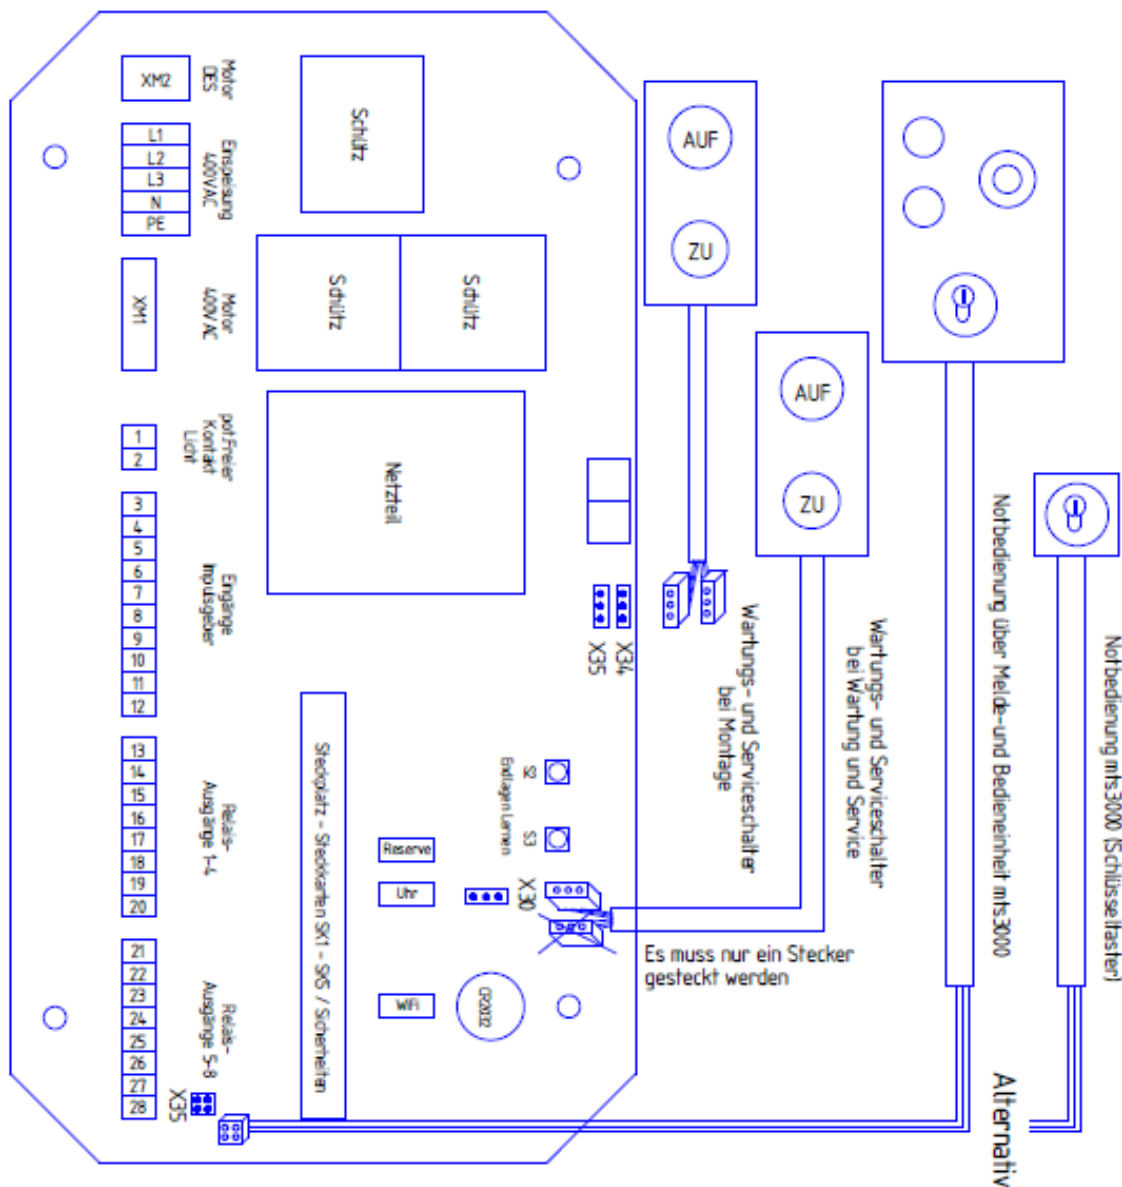 XM2
Motor
DES
L1
L2
L3
N
PE
Einspeisung
400VAC
XM1
Motor
400VAC
Schütz
Schütz
Schütz
Netzteil
1
2
pot.Freier
Kontakt
Licht
3
4
5
6
7
8
9
10
11
12
Eingänge
Impulsgeber
13
14
15
16
17
18
19
20
Relais-
Ausgänge 1-4
21
22
23
24
25
26
27
28
Relais-
Ausgänge 5-8
X35
Steckplatz - Steckkarten SK1 - SK5 / Sicherheiten
Reserve
Uhr
WiFi
CR2032
X35
X34
S2
S3
Endlagen Lernen
X30
AUF
ZU
Wartungs- und Serviceschalter
bei Montage
AUF
ZU
Wartungs- und Serviceschalter
bei Wartung und Service
Es muss nur ein Stecker
gesteckt werden
Notbedienung über Melde-und Bedieneinheit mts3000
Notbedienung mts3000 (Schlüsseltaster)
Alternativ